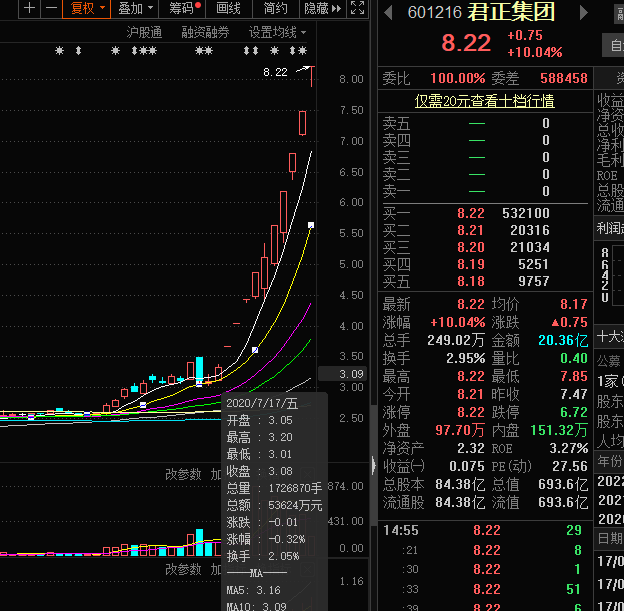 复权 叠加 筹码 画线 简约 隐藏
沪股通 融资融券 设置均线
8.22
8.00
7.50
7.00
6.50
6.00
5.50
5.00
4.50
4.00
3.50
3.09
3.00
2.50
2020/7/17/五
开盘 : 3.05
最高 : 3.20
最低 : 3.01
收盘 : 3.08
总量 : 1726870手
总额 : 53624万元
涨跌 : -0.01
涨幅 : -0.32%
换手 : 2.05%
——MA——
MA5: 3.16
MA10: 3.09
改参数 加
874.00
431.00
0.00
改参数 加
1.16
601216 君正集团
8.22 +0.75
+10.04%
自
委比 100.00% 委差 588458
仅需20元查看十档行情
卖五 — 0
卖四 — 0
卖三 — 0
卖二 — 0
卖一 — 0
买一 8.22 532100
买二 8.21 20316
买三 8.20 21034
买四 8.19 5251
买五 8.18 9757
最新 8.22 均价 8.17
涨幅 +10.04% 涨跌 ▲0.75
总手 249.02万 金额 20.36亿
换手 2.95% 量比 0.40
最高 8.22 最低 7.85
今开 8.21 昨收 7.47
涨停 8.22 跌停 6.72
外盘 97.70万 内盘 151.32万
净资产 2.32 ROE 3.27%
收益(一) 0.075 PE(动) 27.56
总股本 84.38亿 总值 693.6亿
流通股 84.38亿 流值 693.6亿
14:55 8.22 29
:21 8.22 8
:30 8.22 1
:33 8.22 51
:39 8.22 6
资
收益
净资
总收
净利
毛利
ROE
总股
流通
利润
8
6
4
2
0
十大
公募
1家
股东
股东
人均
年份
202
202
202
日期
17/0
17/0
17/0